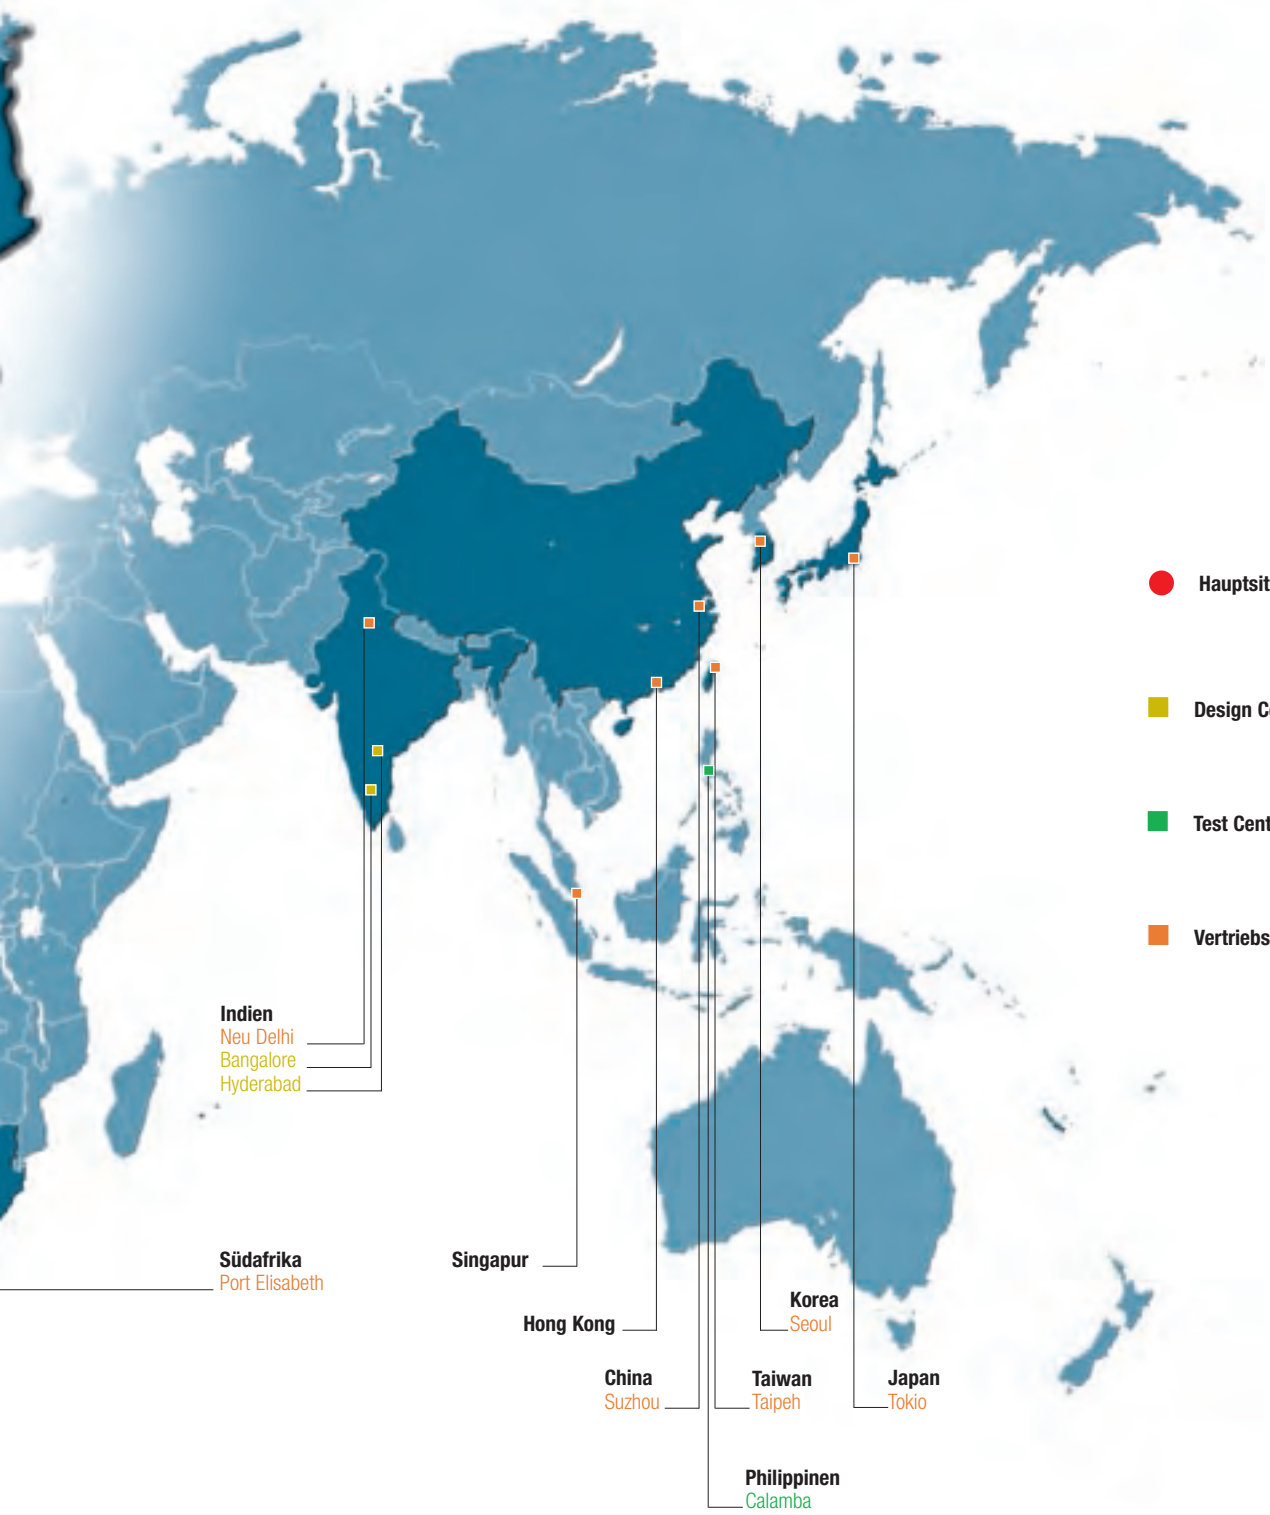 Hauptsit
Design C
Test Cent
Vertriebs
Indien
Neu Delhi
Bangalore
Hyderabad
Südafrika
Port Elisabeth
Singapur
Hong Kong
Korea
Seoul
China
Suzhou
Taiwan
Taipeh
Japan
Tokio
Philippinen
Calamba